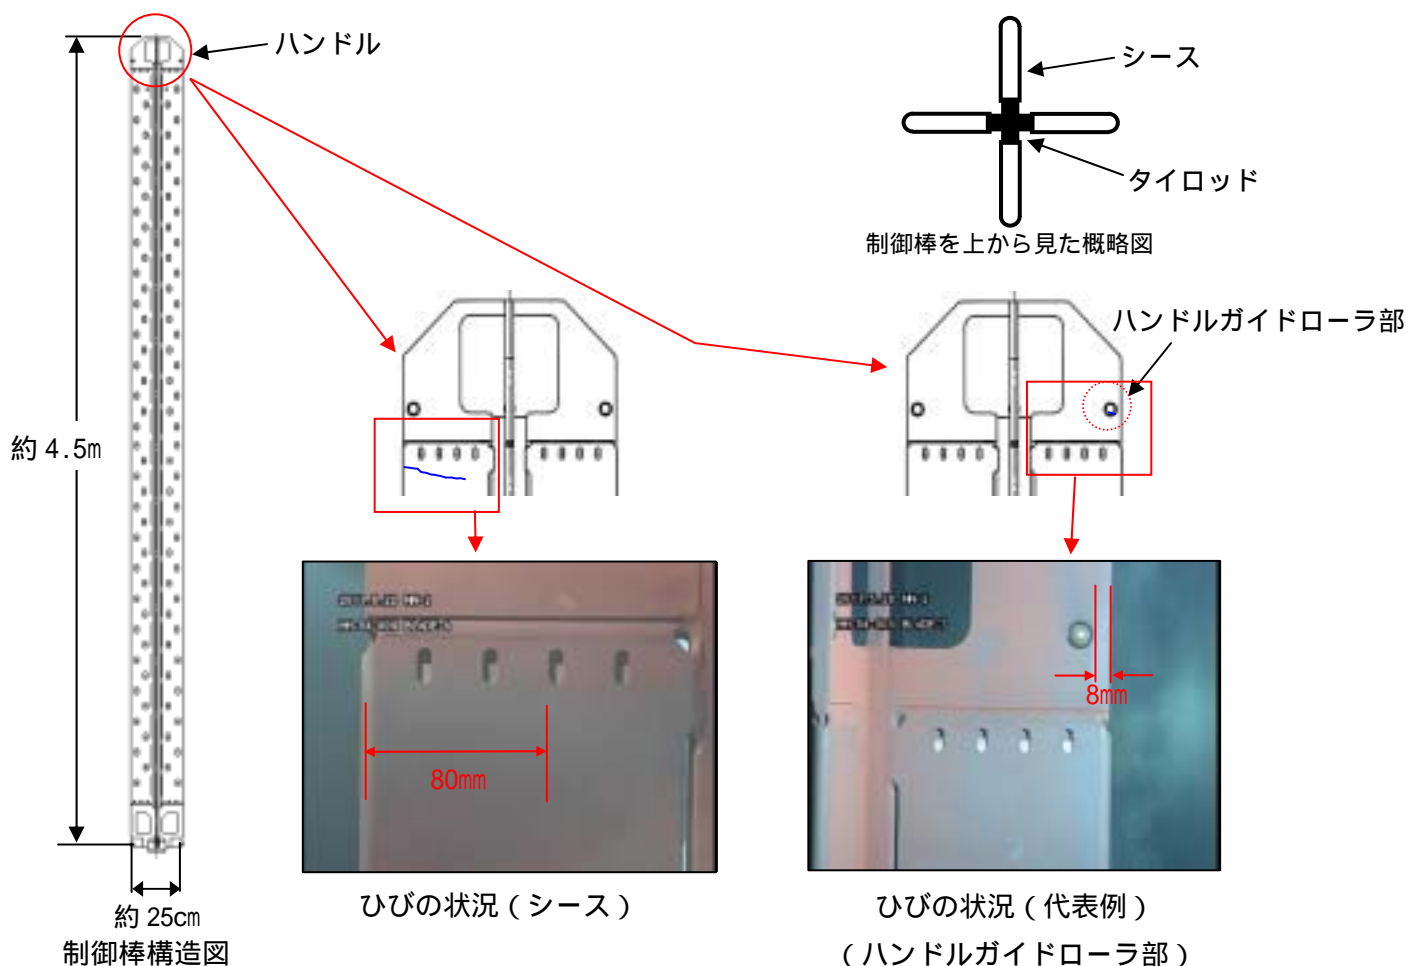 ハンドル
シース
タイロッド
制御棒を上から見た概略図
ハンドルガイドローラ部
約 4.5m
80mm
8mm
約 25cm
制御棒構造図
ひびの状況（シース）
ひびの状況（代表例）
（ハンドルガイドローラ部）